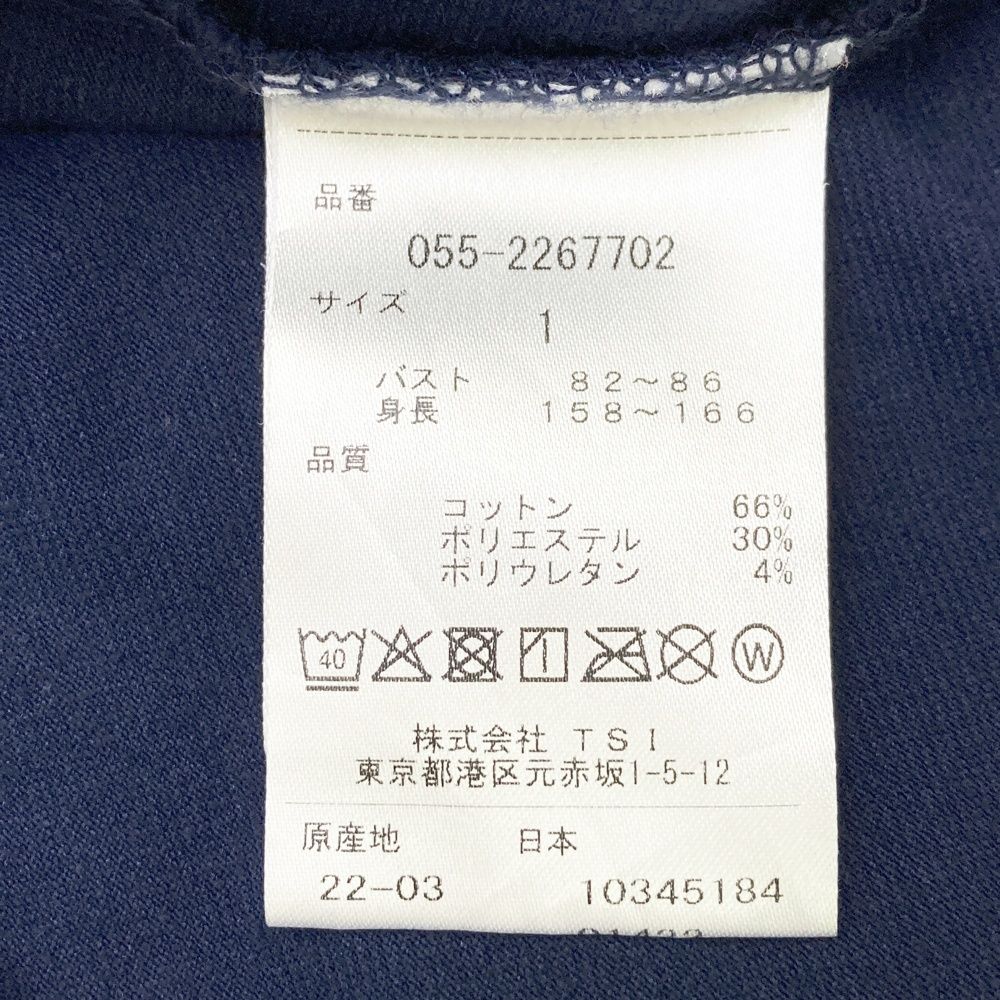 品番
055-2267702
サイズ
1
バスト 82～86
身長 158～166
品質
コットン 66%
ポリエステル 30%
ポリウレタン 4%
40 W
株式会社 TSI
東京都港区元赤坂1-5-12
原産地 日本
22-03 10345184